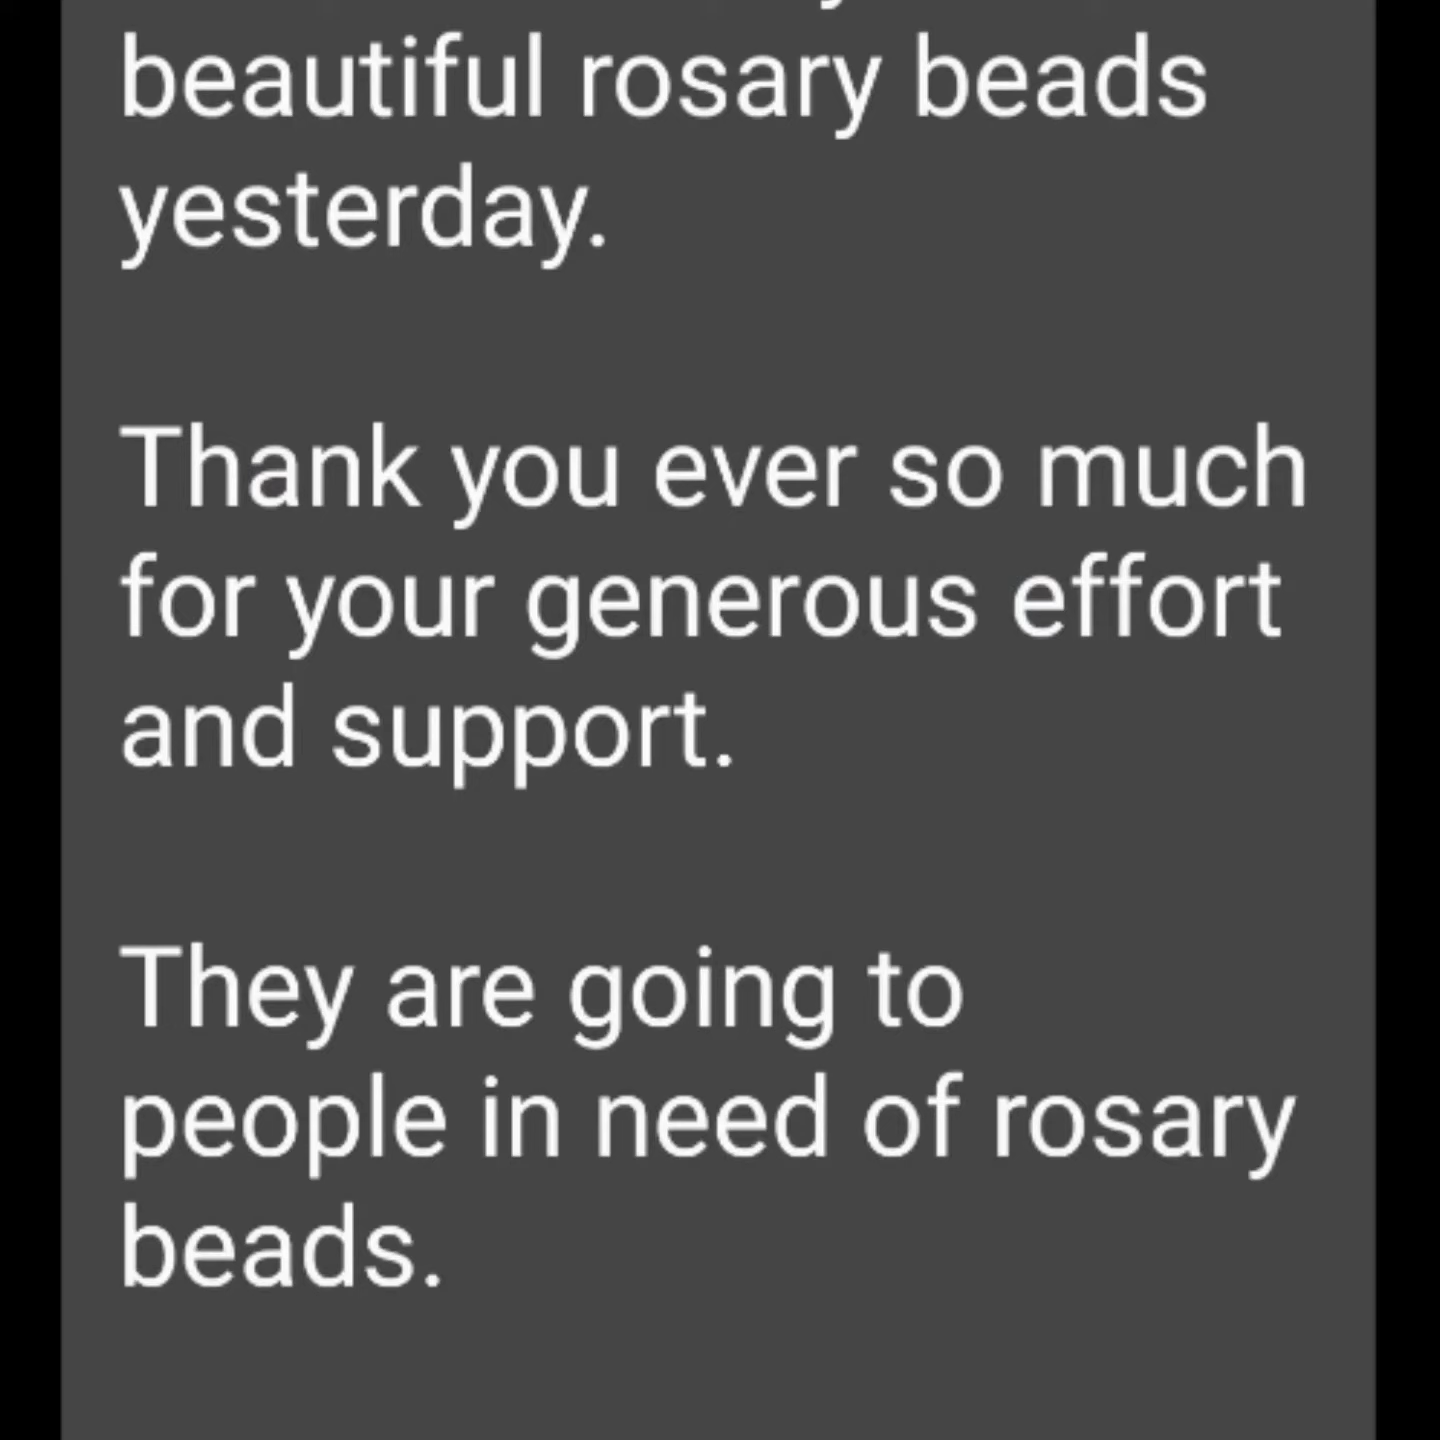 beautiful rosary beads
yesterday.
Thank you ever so much
for your generous effort
and support.
They are going to
people in need of rosary
beads.